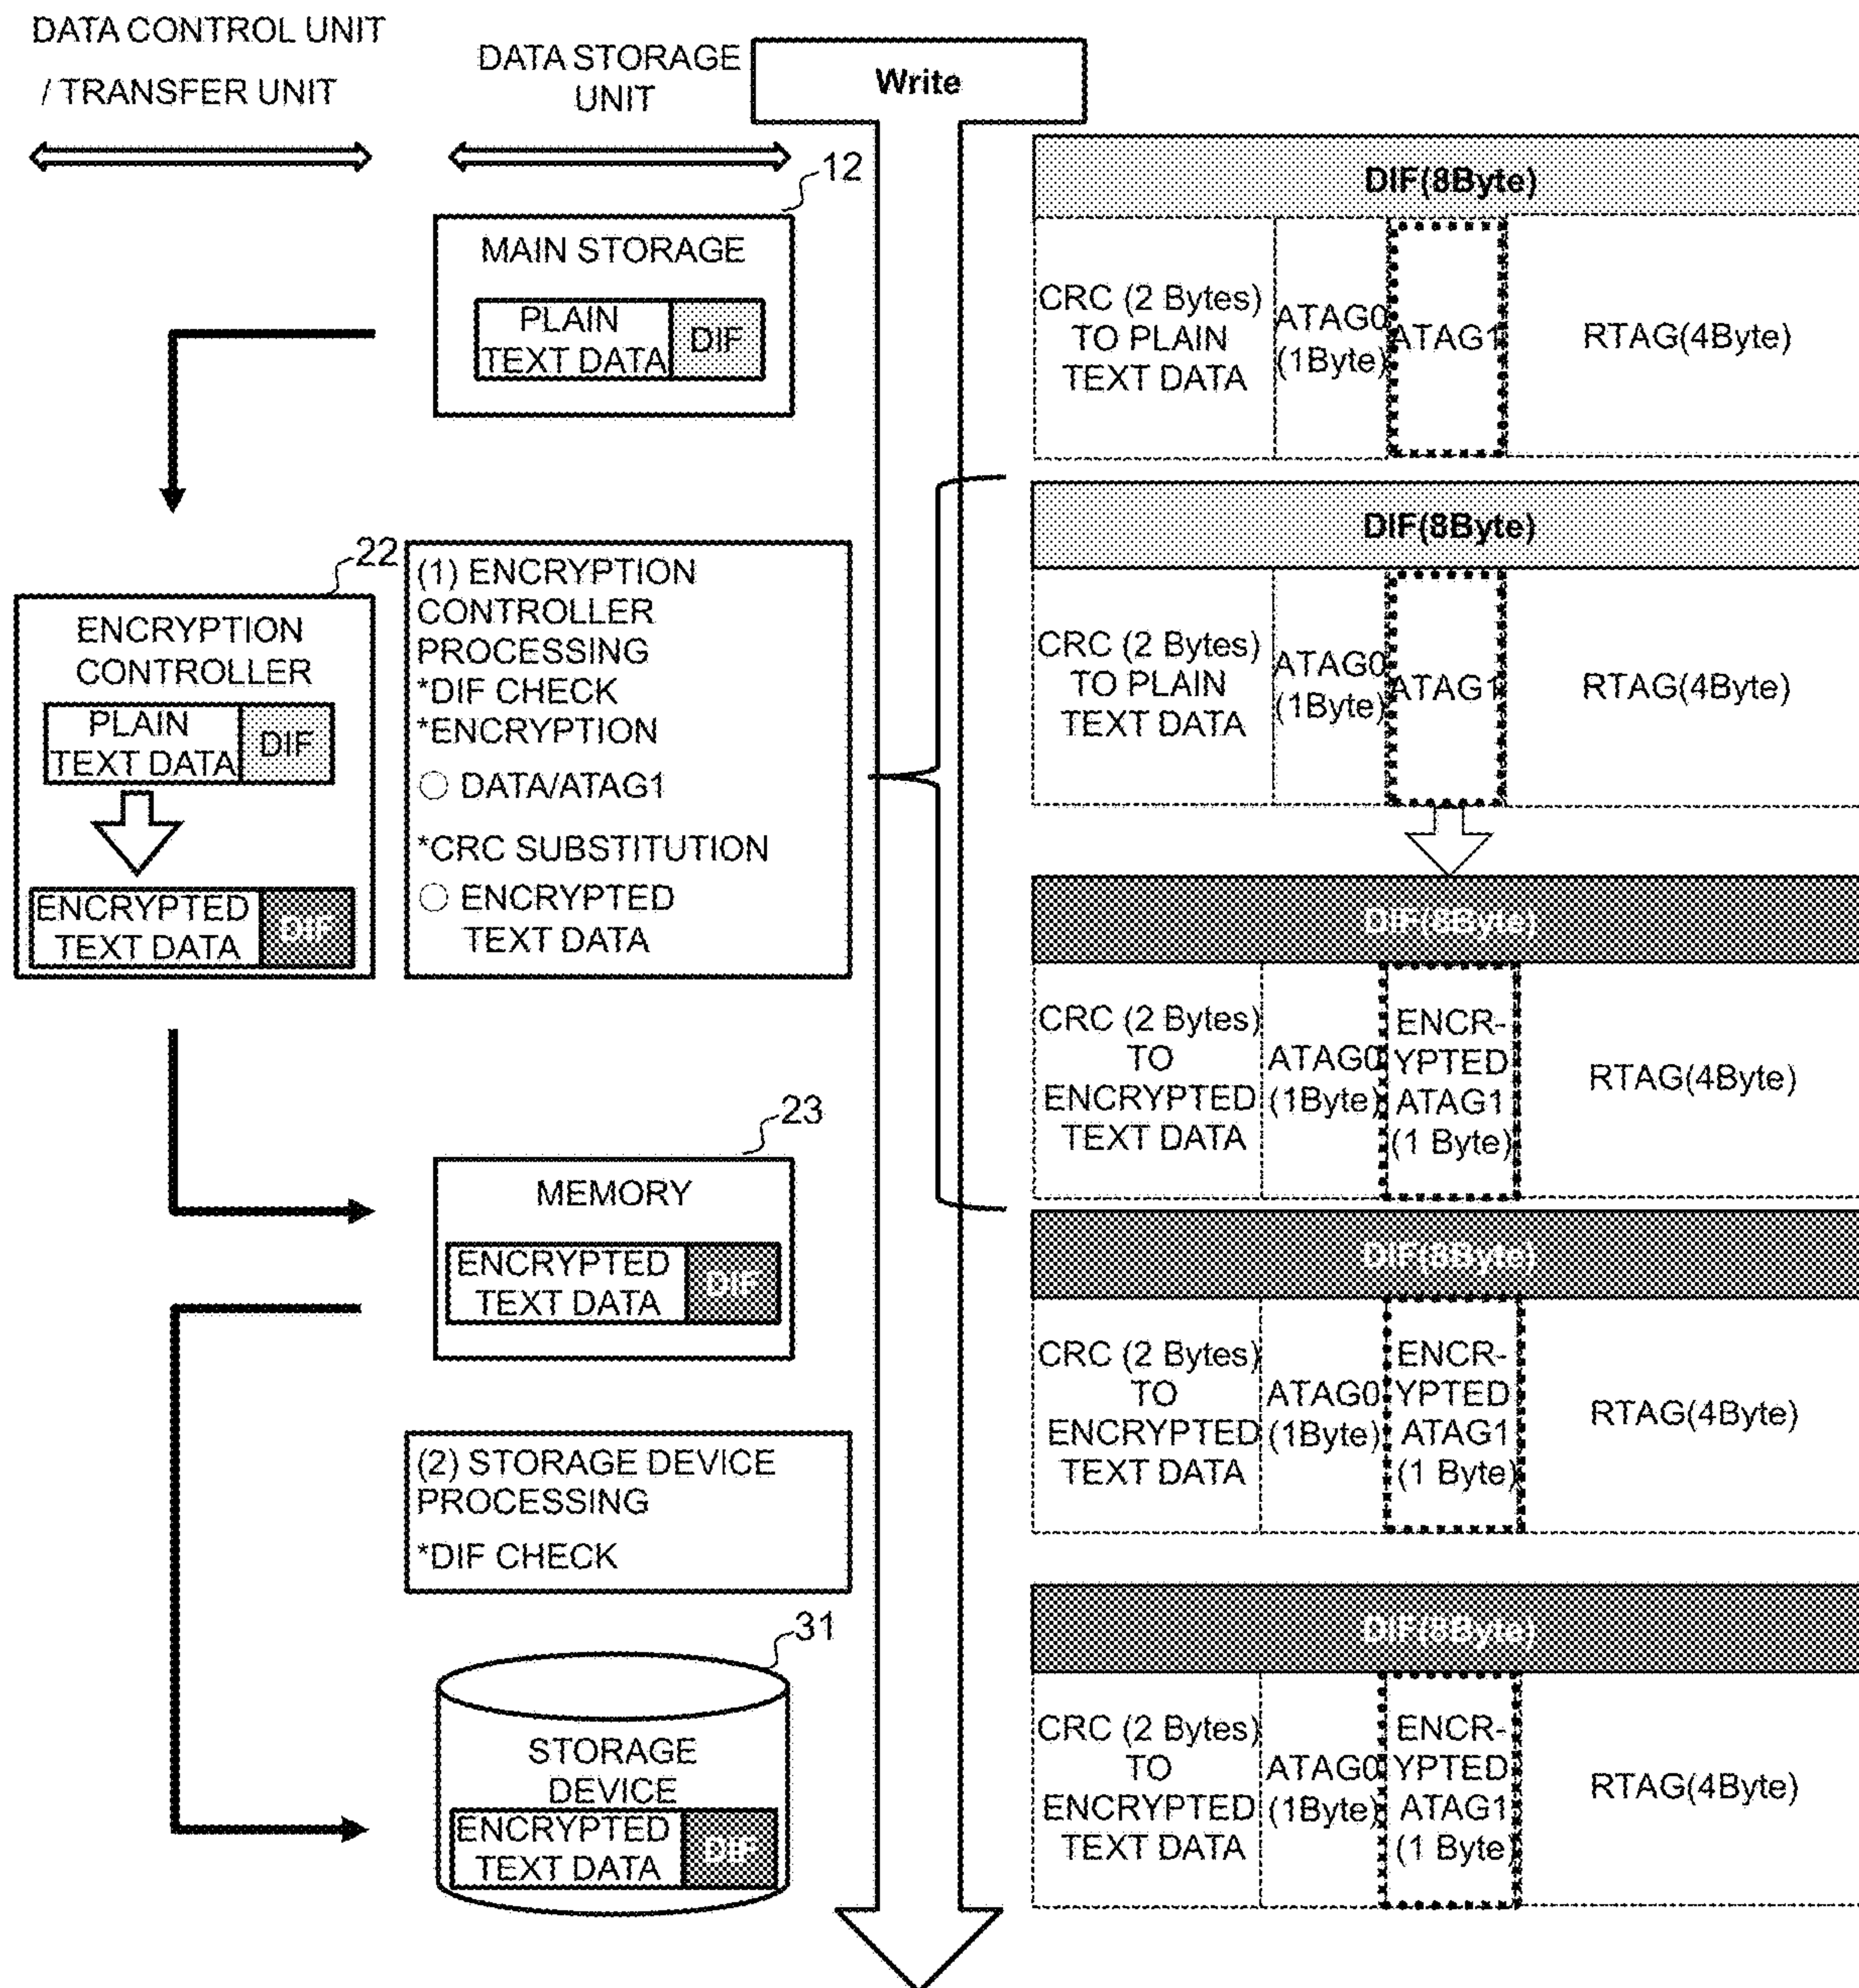 DATA CONTROL UNIT
/ TRANSFER UNIT
DATA STORAGE
UNIT
Write
12
MAIN STORAGE
PLAIN
TEXT DATA
DIF
DIF(8Byte)
CRC (2 Bytes)
TO PLAIN
TEXT DATA
ATAG0
(1Byte)
ATAG1
RTAG(4Byte)
22
ENCRYPTION
CONTROLLER
PLAIN
TEXT DATA
DIF
ENCRYPTED
TEXT DATA
DIF
(1) ENCRYPTION
CONTROLLER
PROCESSING
*DIF CHECK
*ENCRYPTION
○ DATA/ATAG1
*CRC SUBSTITUTION
○ ENCRYPTED
TEXT DATA
DIF(8Byte)
CRC (2 Bytes)
TO PLAIN
TEXT DATA
ATAG0
(1Byte)
ATAG1
RTAG(4Byte)
DIF(8Byte)
CRC (2 Bytes)
TO
ENCRYPTED
TEXT DATA
ATAG0
(1Byte)
ENCR-
YPTED
ATAG1
(1 Byte)
RTAG(4Byte)
23
MEMORY
ENCRYPTED
TEXT DATA
DIF
DIF(8Byte)
CRC (2 Bytes)
TO
ENCRYPTED
TEXT DATA
ATAG0
(1Byte)
ENCR-
YPTED
ATAG1
(1 Byte)
RTAG(4Byte)
(2) STORAGE DEVICE
PROCESSING
*DIF CHECK
31
STORAGE
DEVICE
ENCRYPTED
TEXT DATA
DIF
DIF(8Byte)
CRC (2 Bytes)
TO
ENCRYPTED
TEXT DATA
ATAG0
(1Byte)
ENCR-
YPTED
ATAG1
(1 Byte)
RTAG(4Byte)